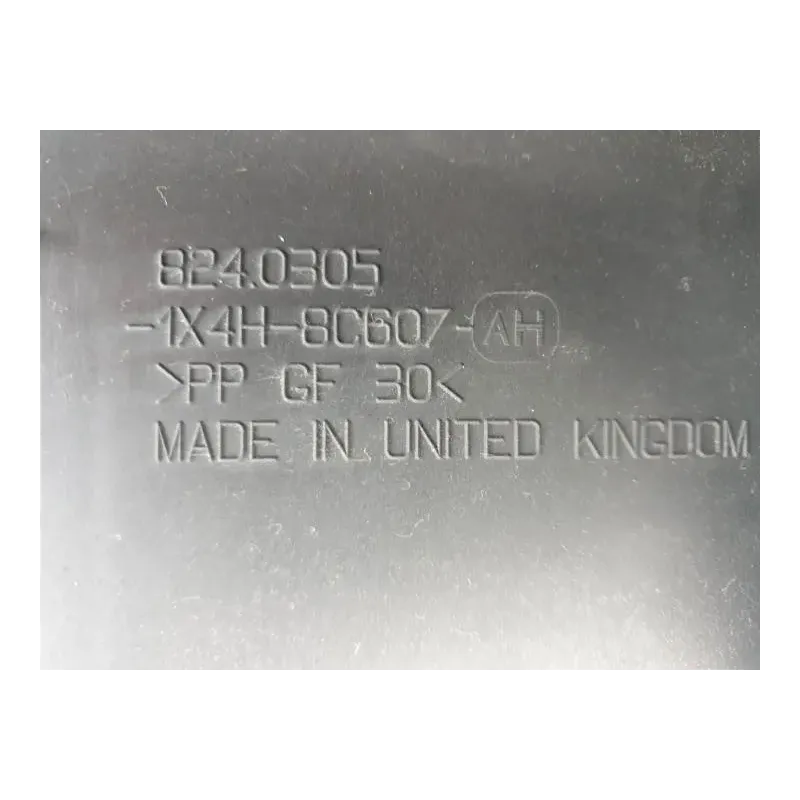 824.0305
-1X4H-8C607-AH
>PP GF 30<
MADE IN UNITED KINGDOM